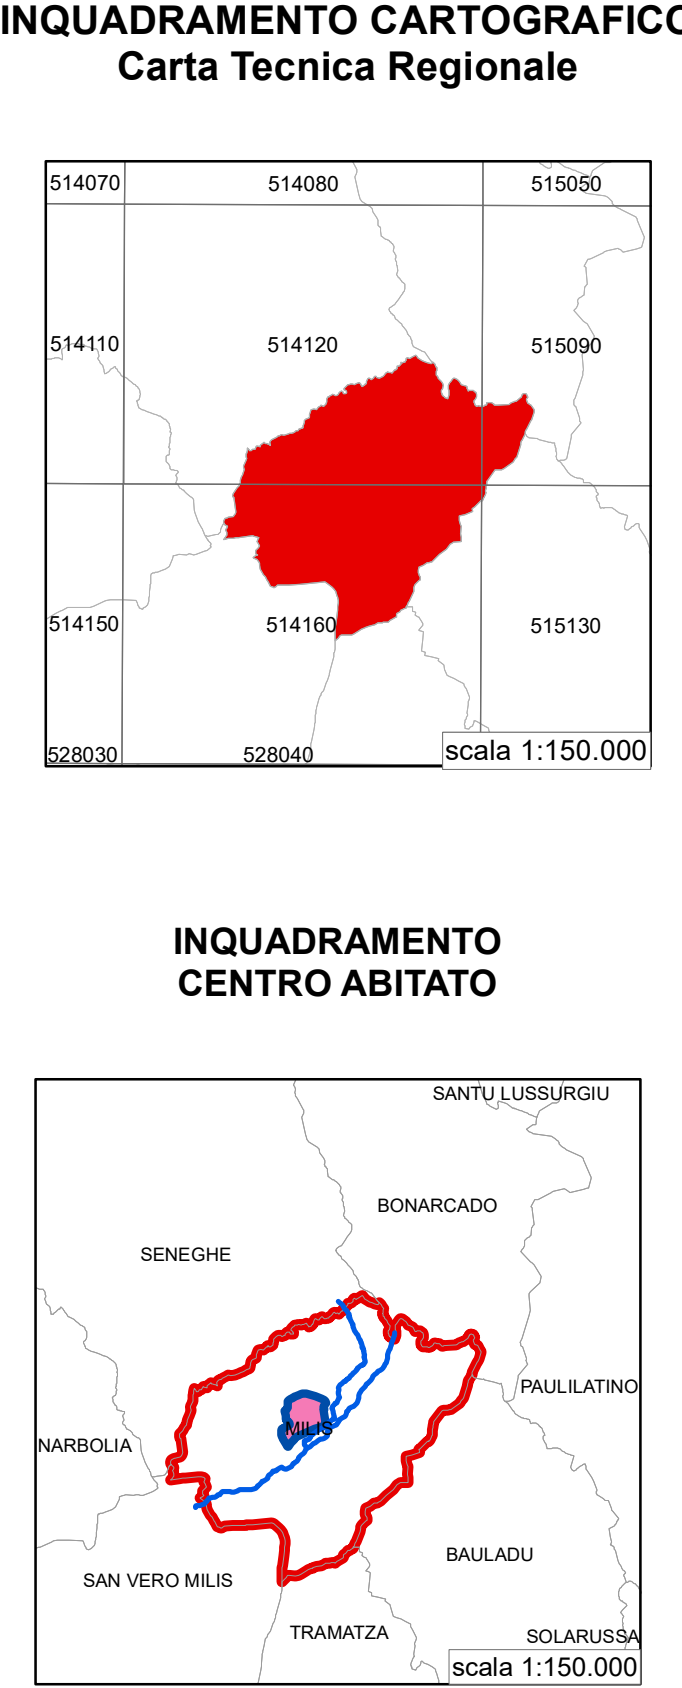 INQUADRAMENTO CARTOGRAFICO
Carta Tecnica Regionale
514070 514080 515050
514110 514120 515090
514150 514160 515130
528030 528040
scala 1:150.000
INQUADRAMENTO
CENTRO ABITATO
SANTU LUSSURGIU
BONARCADO
SENEGHE
PAULILATINO
MILIS
NARBOLIA
BAULADU
SAN VERO MILIS
TRAMATZA
SOLARUSSA
scala 1:150.000